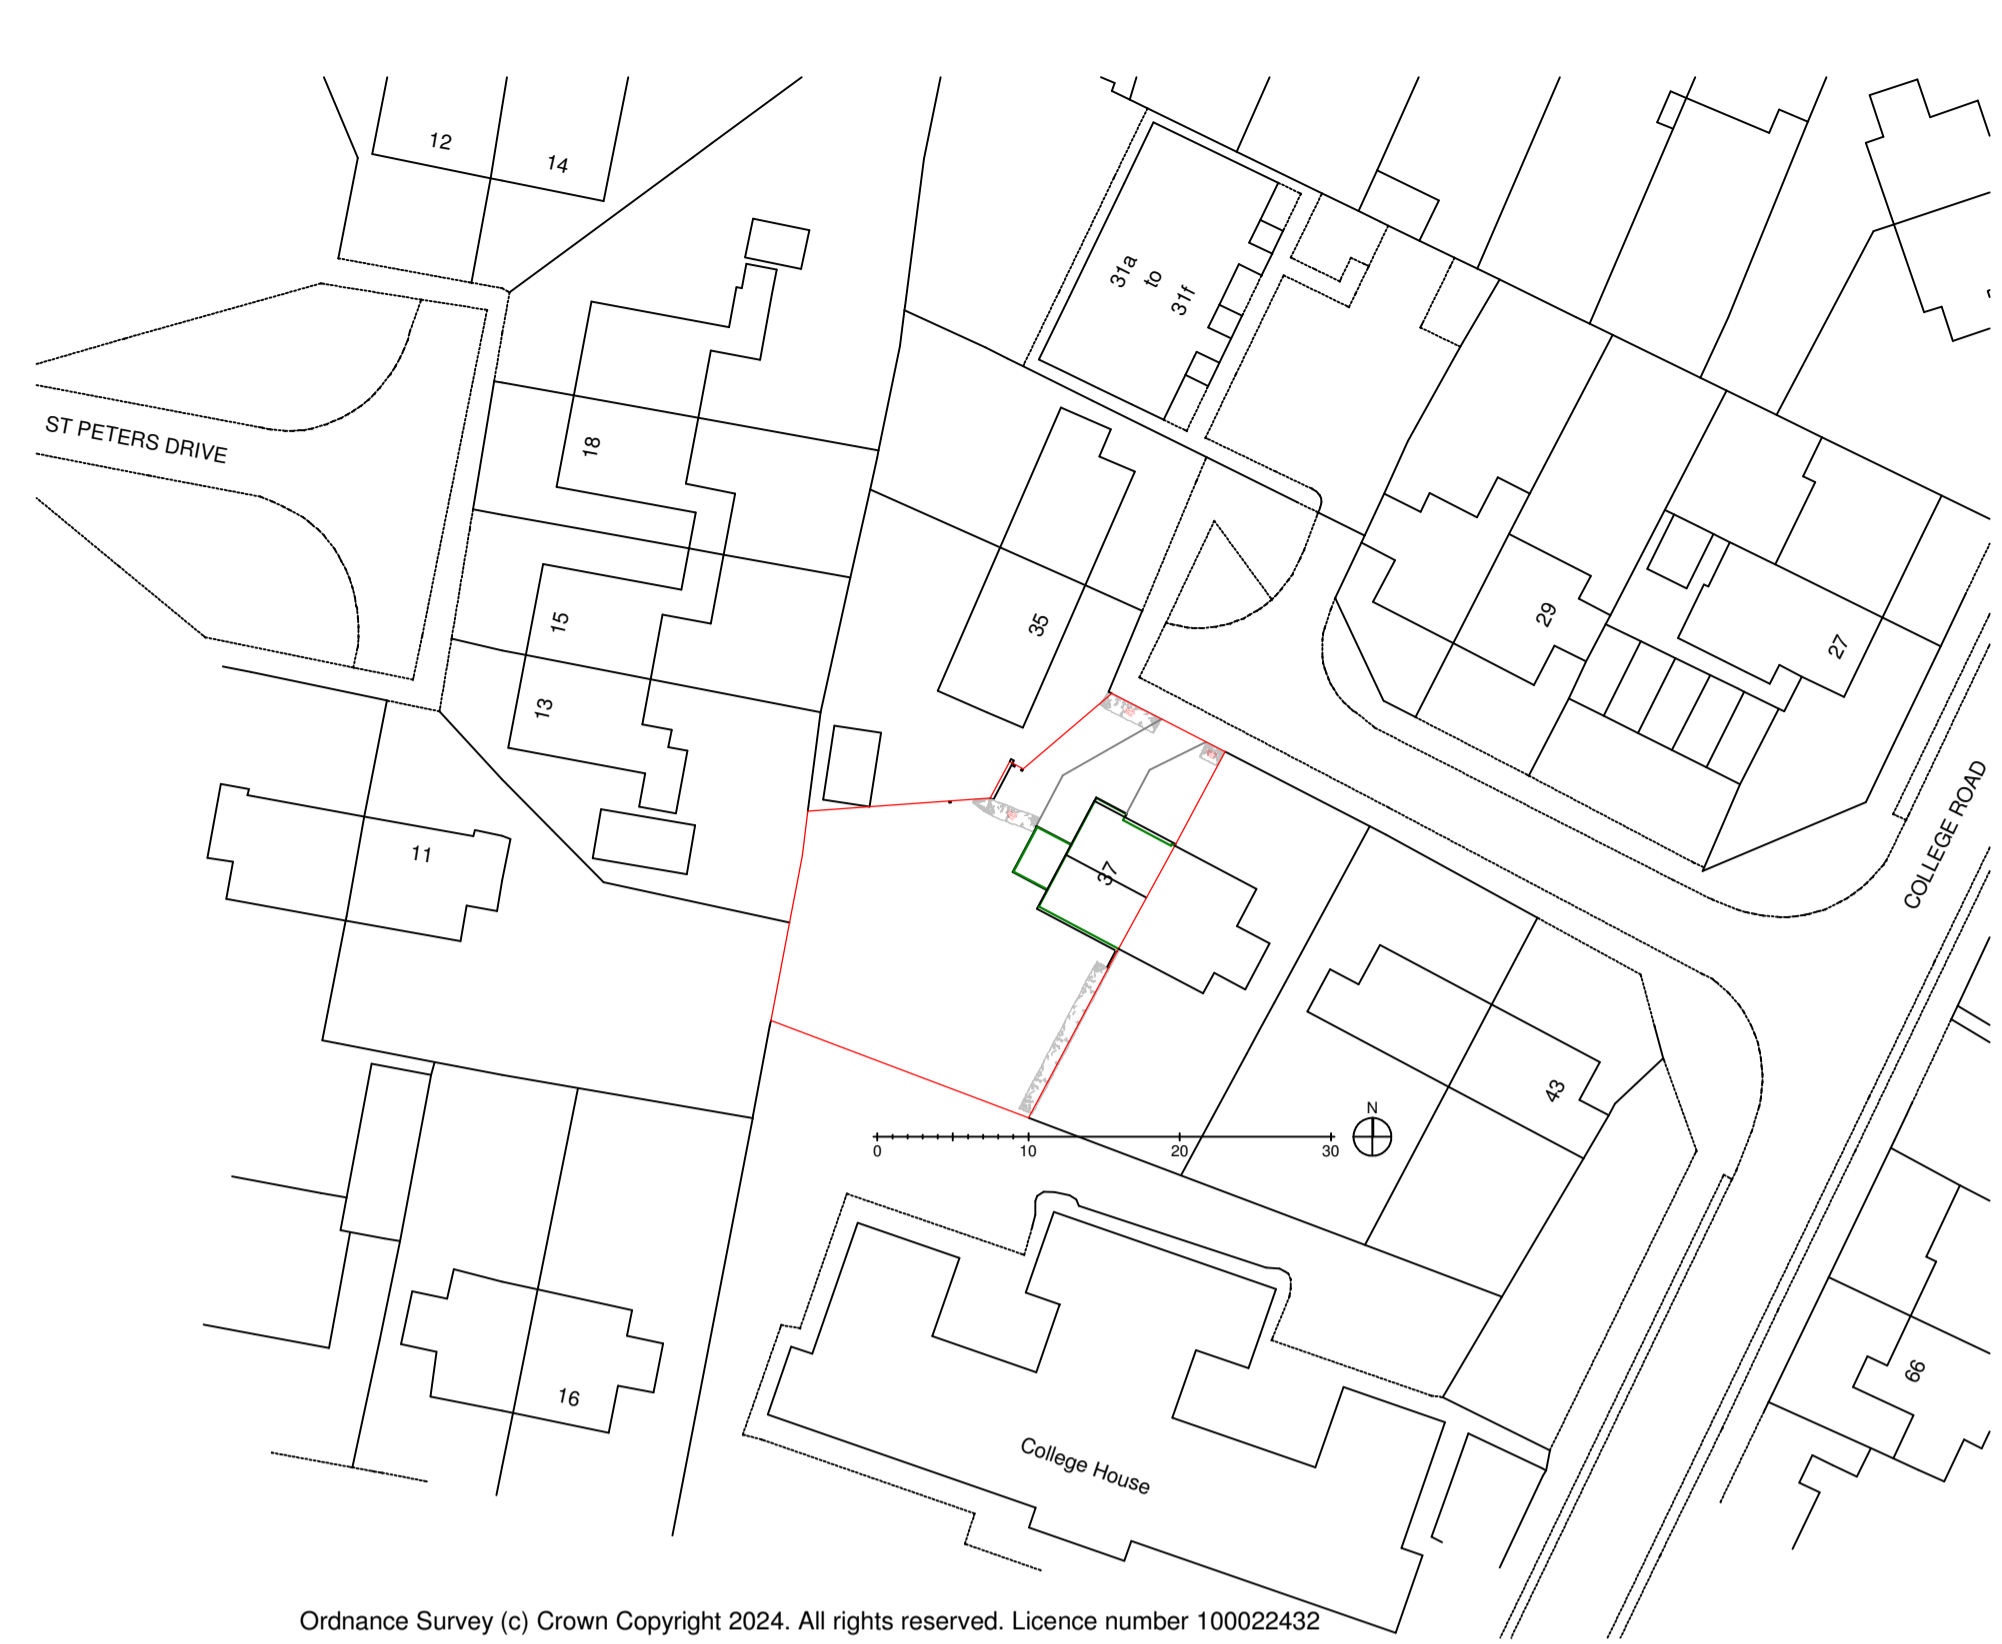 12
14
31a
to
31f
ST PETERS DRIVE
18
15
35
29
27
13
COLLEGE ROAD
11
37
43
N
0 10 20 30
16
66
College House
Ordnance Survey (c) Crown Copyright 2024. All rights reserved. Licence number 100022432